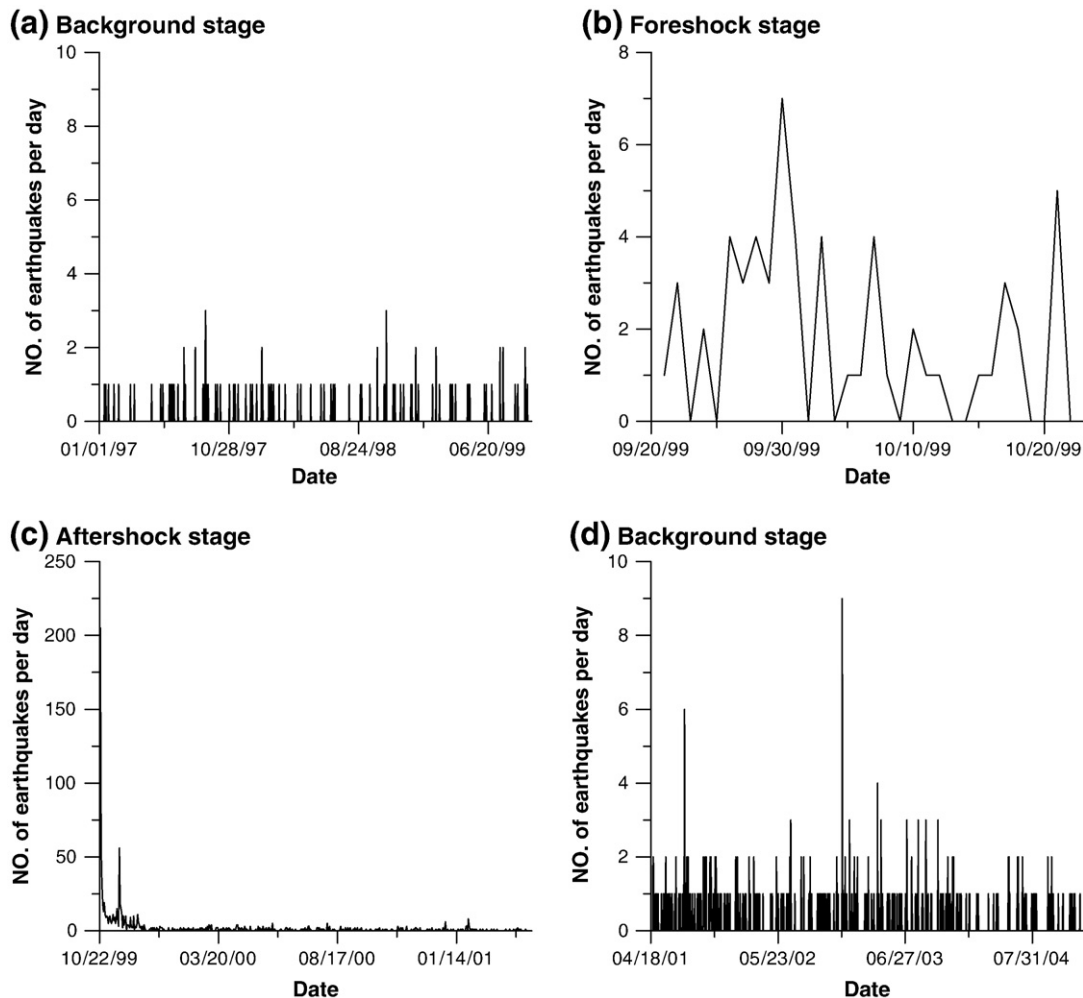 (a) Background stage
10
8
6
4
2
0
NO. of earthquakes per day
01/01/97 10/28/97 08/24/98 06/20/99
Date
(b) Foreshock stage
8
6
4
2
0
NO. of earthquakes per day
09/20/99 09/30/99 10/10/99 10/20/99
Date
(c) Aftershock stage
250
200
150
100
50
0
NO. of earthquakes per day
10/22/99 03/20/00 08/17/00 01/14/01
Date
(d) Background stage
10
8
6
4
2
0
NO. of earthquakes per day
04/18/01 05/23/02 06/27/03 07/31/04
Date